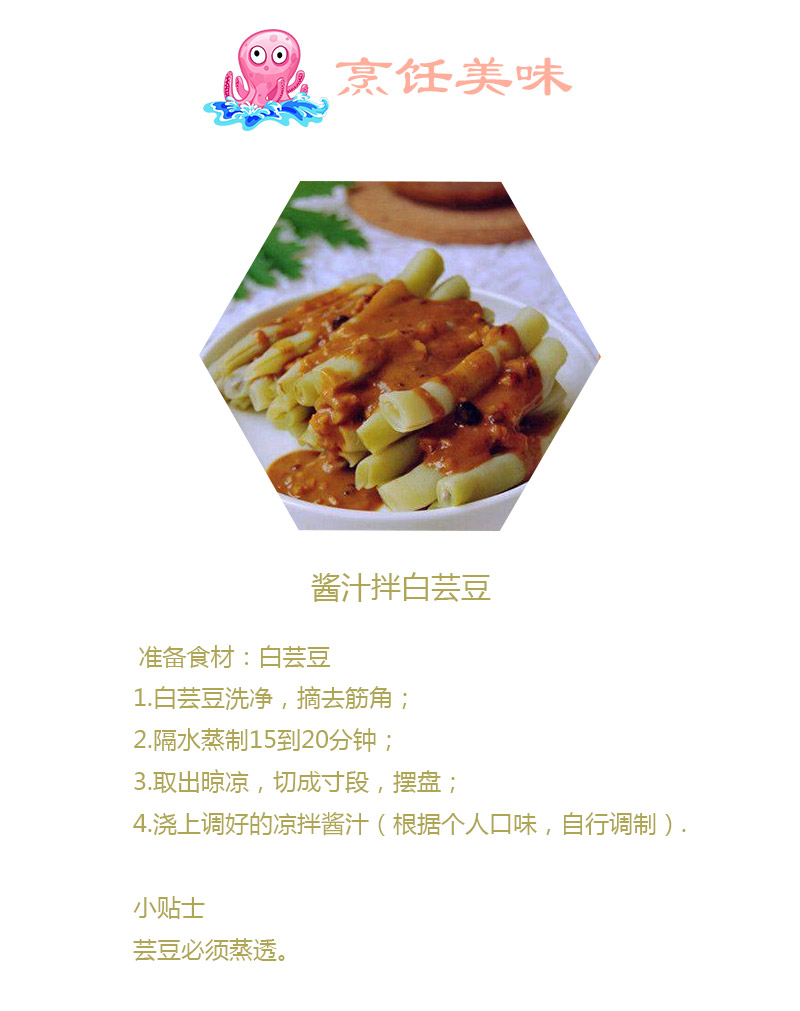 烹饪美味
酱汁拌白芸豆
准备食材：白芸豆
1.白芸豆洗净，摘去筋角；
2.隔水蒸制15到20分钟；
3.取出晾凉，切成寸段，摆盘；
4.浇上调好的凉拌酱汁（根据个人口味，自行调制）.
小贴士
芸豆必须蒸透。